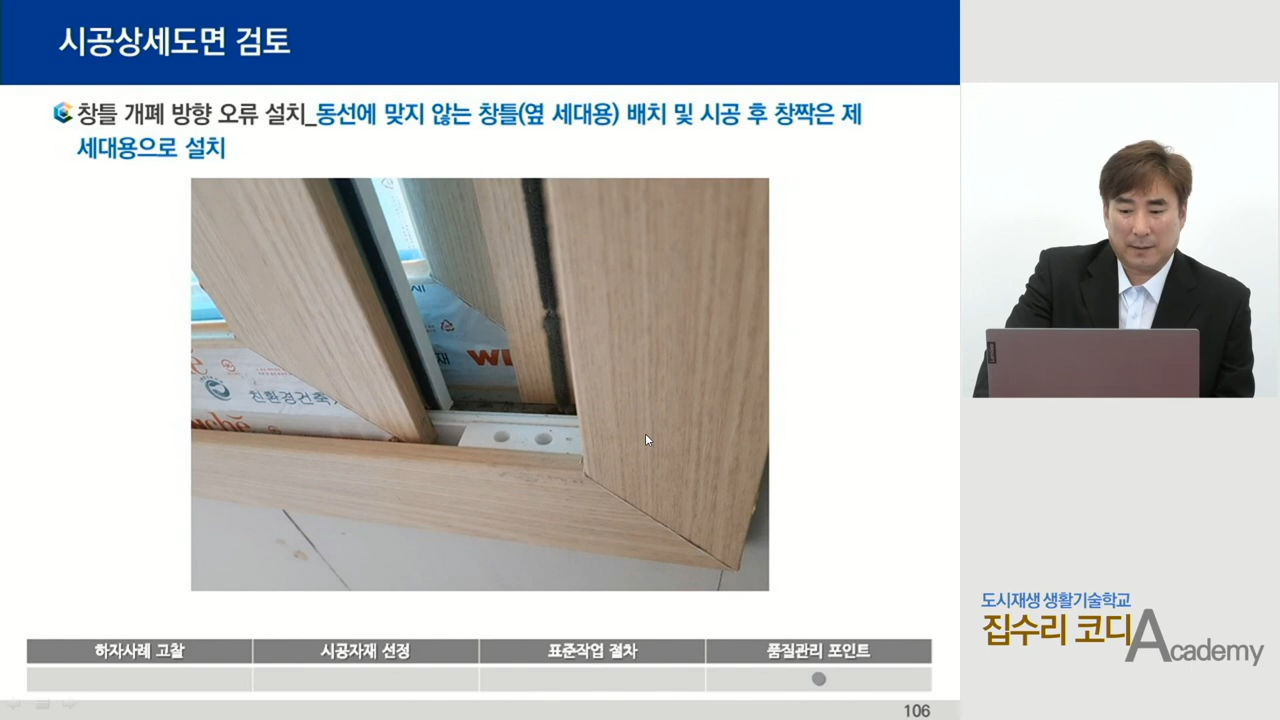 시공상세도면 검토
창틀 개폐 방향 오류 설치_동선에 맞지 않는 창틀(옆 세대용) 배치 및 시공 후 창짝은 제
세대용으로 설치
친환경건축
하자사례 고찰
시공자재 선정
표준작업 절차
품질관리 포인트
106
Lenovo
도시재생 생활기술학교
집수리 코디 Academy